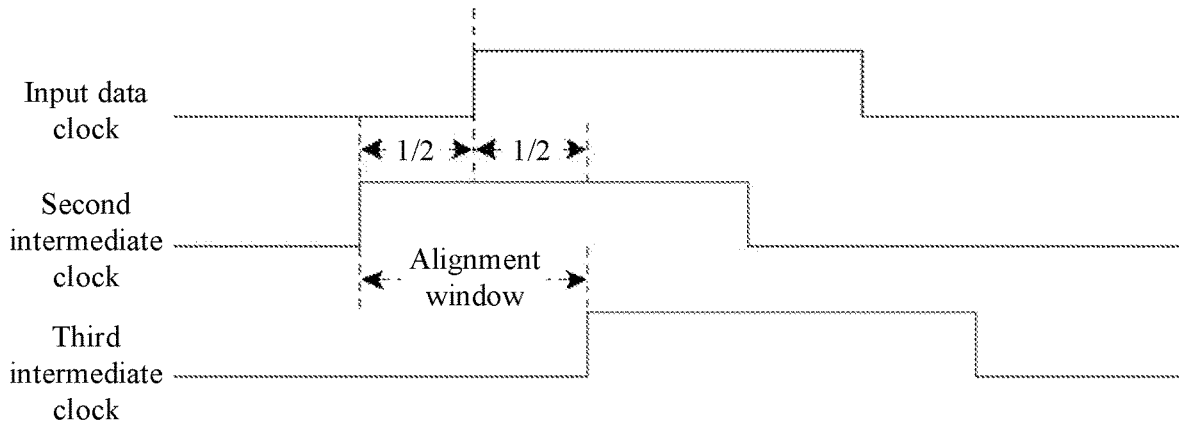 Input data
clock
1/2 1/2
Second
intermediate
clock
Alignment
window
Third
intermediate
clock